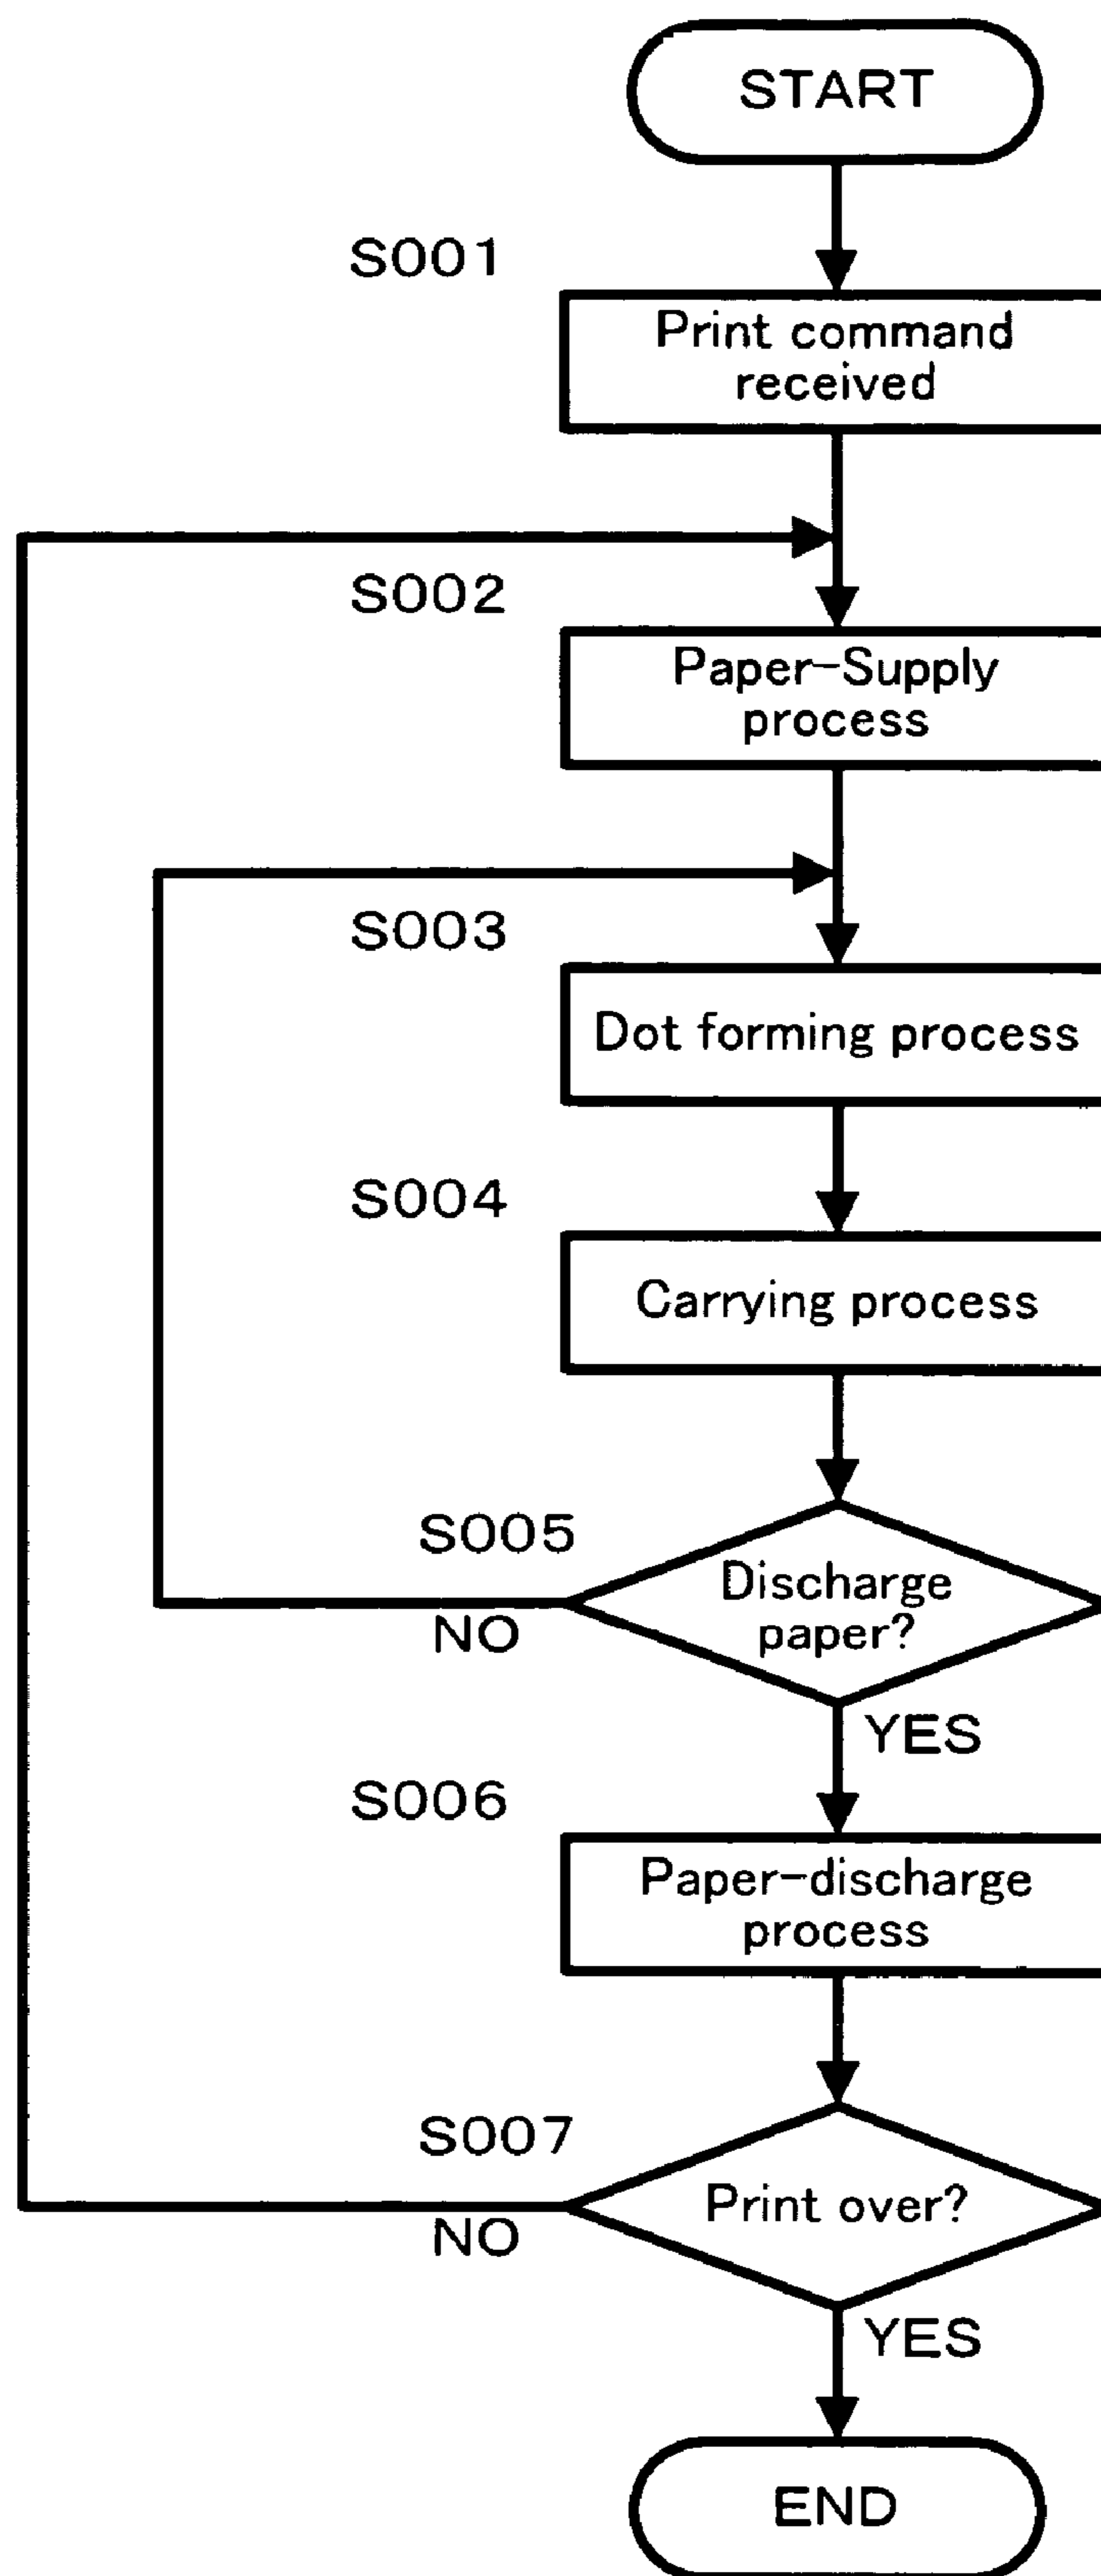 START
S001
Print command
received
S002
Paper-Supply
process
S003
Dot forming process
S004
Carrying process
S005
Discharge
paper?
NO
YES
S006
Paper-discharge
process
S007
Print over?
NO
YES
END